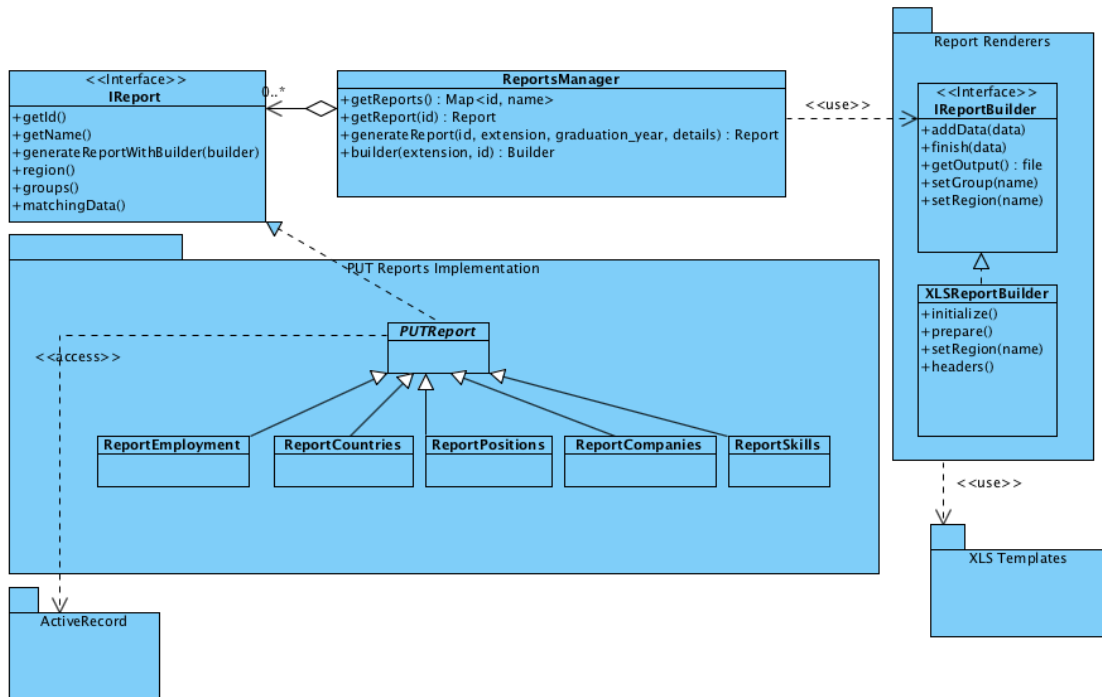 <<Interface>>
IReport
+getId()
+getName()
+generateReportWithBuilder(builder)
+region()
+groups()
+matchingData()
0..*
ReportsManager
+getReports() : Map<id, name>
+getReport(id) : Report
+generateReport(id, extension, graduation_year, details) : Report
+builder(extension, id) : Builder
<<use>>
Report Renderers
<<Interface>>
IReportBuilder
+addData(data)
+finish(data)
+getOutput() : file
+setGroup(name)
+setRegion(name)
XLSReportBuilder
+initialize()
+prepare()
+setRegion(name)
+headers()
PUT Reports Implementation
PUTReport
<<access>>
ReportEmployment
ReportCountries
ReportPositions
ReportCompanies
ReportSkills
<<use>>
XLS Templates
ActiveRecord